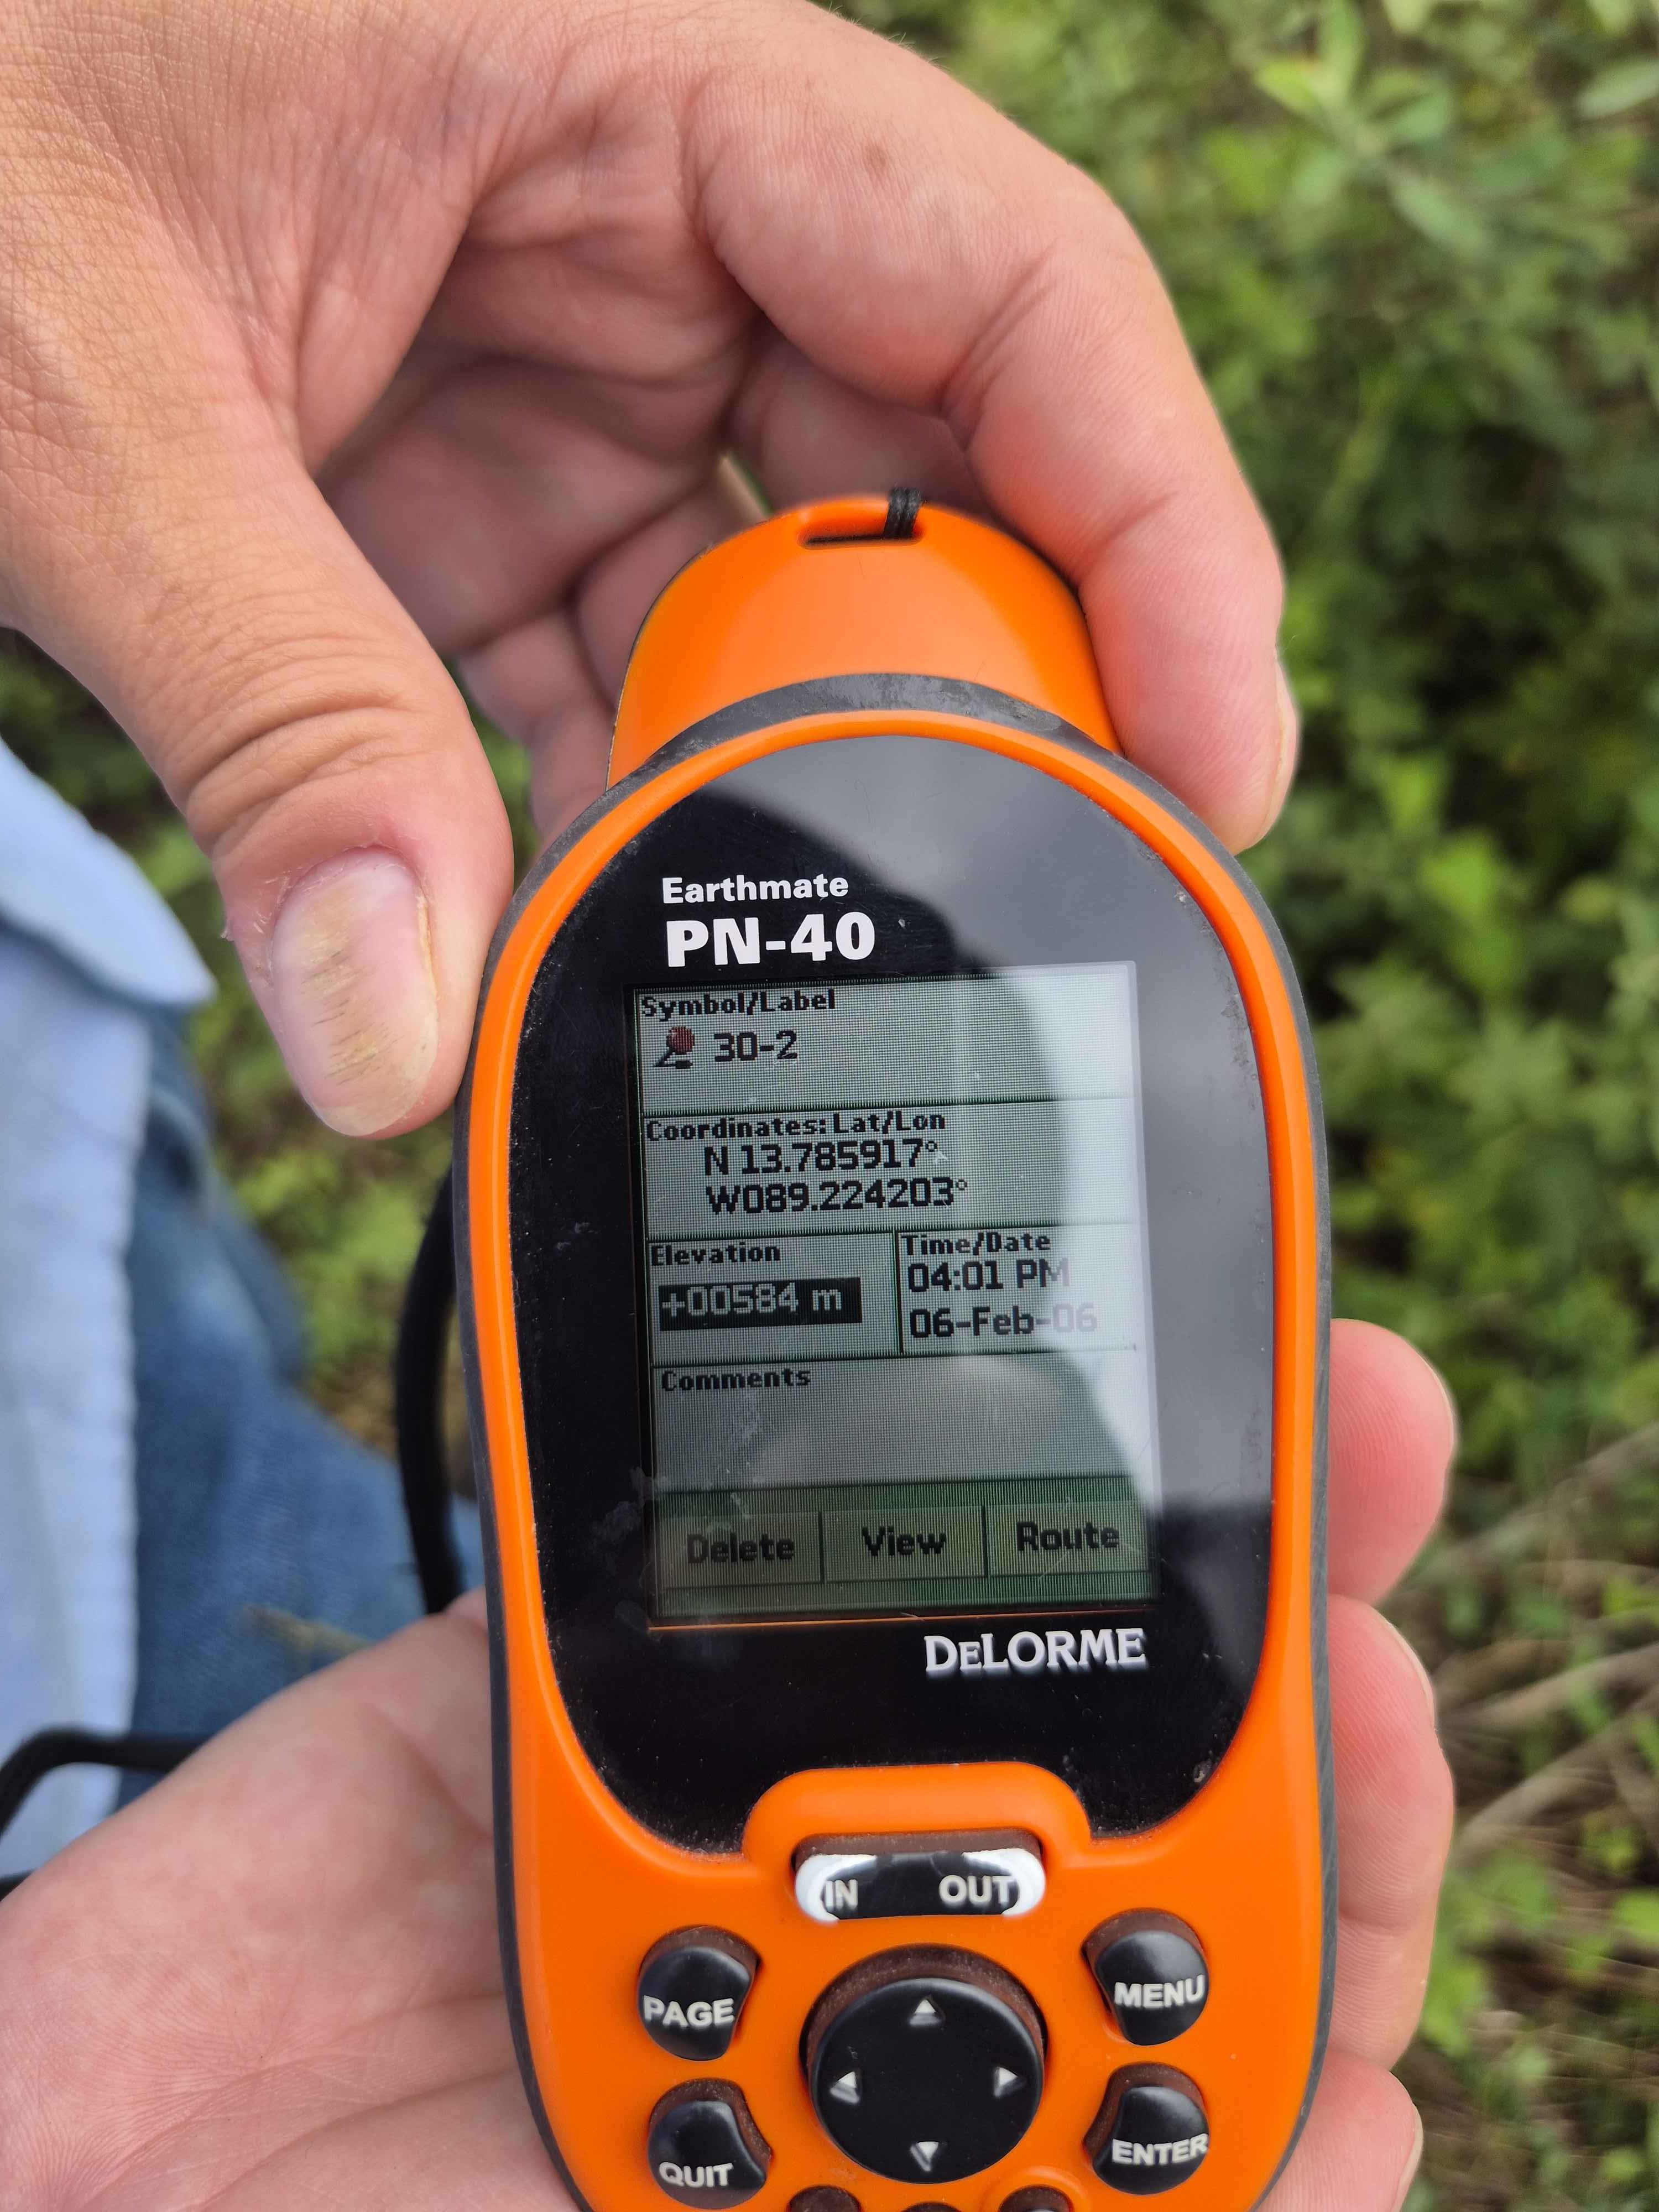 Earthmate
PN-40
Symbol/Label
30-2
Coordinates: Lat/Lon
N 13.785917°
W089.224203°
Elevation
+00584 m
Time/Date
04:01 PM
06-Feb-06
Comments
Delete View Route
DELORME
IN OUT
PAGE
MENU
QUIT
ENTER